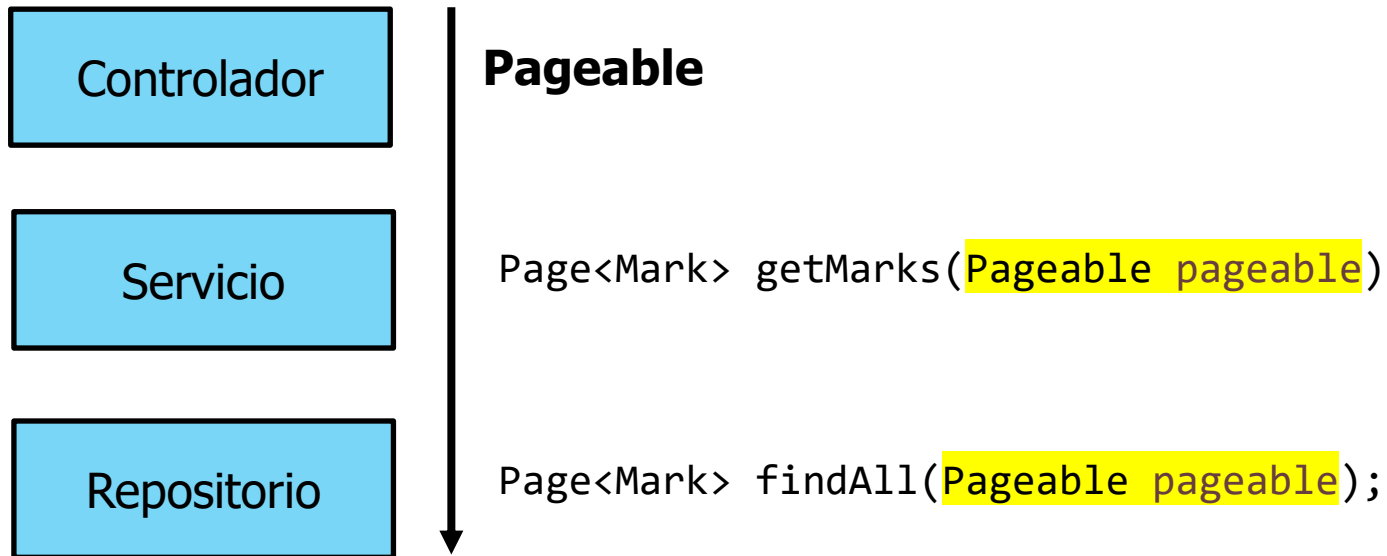 Controlador
Pageable
Servicio
Page<Mark> getMarks(Pageable pageable)
Repositorio
Page<Mark> findAll(Pageable pageable);